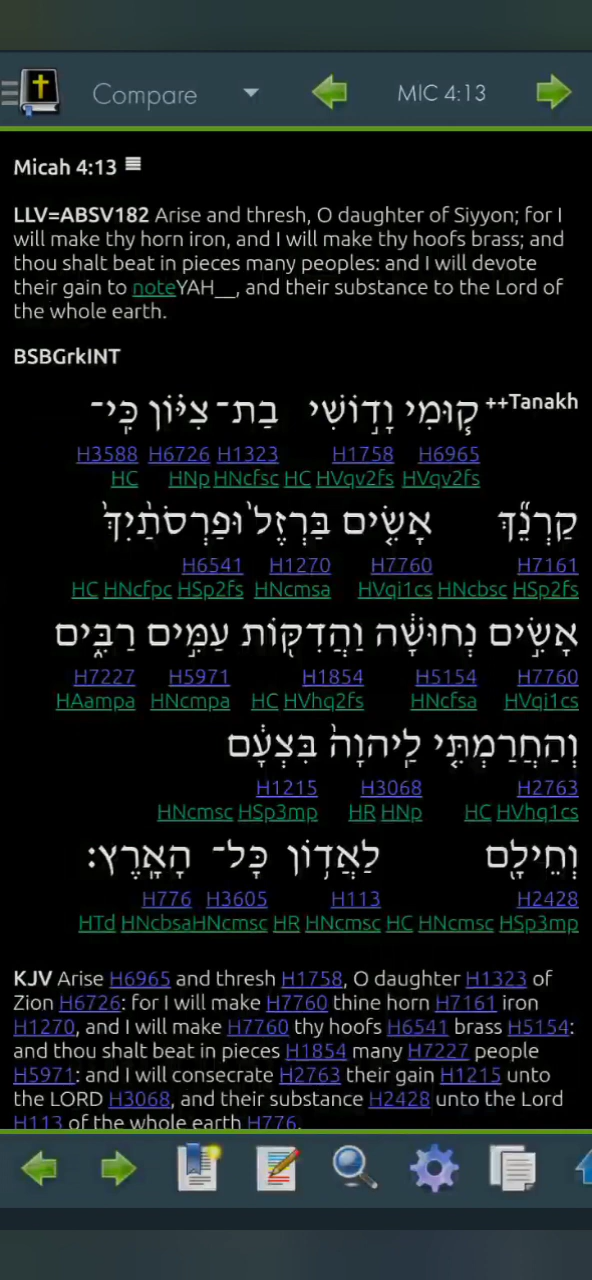 Compare
MIC 4:13
Micah 4:13
LLV=ABSV182 Arise and thresh, O daughter of Siyyon; for I
will make thy horn iron, and I will make thy hoofs brass; and
thou shalt beat in pieces many peoples: and I will devote
their gain to noteYAH__, and their substance to the Lord of
the whole earth.
BSBGrkINT
++Tanakh ק֧וּמִי וָד֣וֹשִׁי בַת־ צִיּ֗וֹן כִּֽי־
H3588 H6726 H1323 H1758 H6965
HC HNp HNcfsc HC HVqv2fs HVqv2fs
קַרְנֵ֞ךְ אָשִׂ֤ים בַּרְזֶל֙ וּפַרְסֹתַ֙יִךְ֙
H6541 H1270 H7760 H7161
HC HNcfpc HSp2fs HNcmsa HVqi1cs HNcbsc HSp2fs
אָשִׂ֣ים נְחוּשָׁ֔ה וַהֲדִקּ֖וֹת עַמִּ֣ים רַבִּ֑ים
H7227 H5971 H1854 H5154 H7760
HAampa HNcmpa HC HVhq2fs HNcfsa HVqi1cs
וְהַחֲרַמְתִּ֤י לַֽיהוָה֙ בִּצְעָ֔ם
H1215 H3068 H2763
HNcmsc HSp3mp HR HNp HC HVhq1cs
וְחֵילָ֖ם לַאֲד֥וֹן כָּל־ הָאָֽרֶץ׃
H776 H3605 H113 H2428
HTd HNcbsaHNcmsc HR HNcmsc HC HNcmsc HSp3mp
KJV Arise H6965 and thresh H1758, O daughter H1323 of
Zion H6726: for I will make H7760 thine horn H7161 iron
H1270, and I will make H7760 thy hoofs H6541 brass H5154:
and thou shalt beat in pieces H1854 many H7227 people
H5971: and I will consecrate H2763 their gain H1215 unto
the LORD H3068, and their substance H2428 unto the Lord
H113 of the whole earth H776.